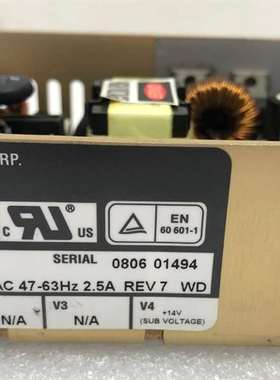 RP.
C US
EN
60 601-1
SERIAL 0806 01494
AC 47-63Hz 2.5A REV 7 WD
V3 V4
N/A N/A +14V
(SUB VOLTAGE)